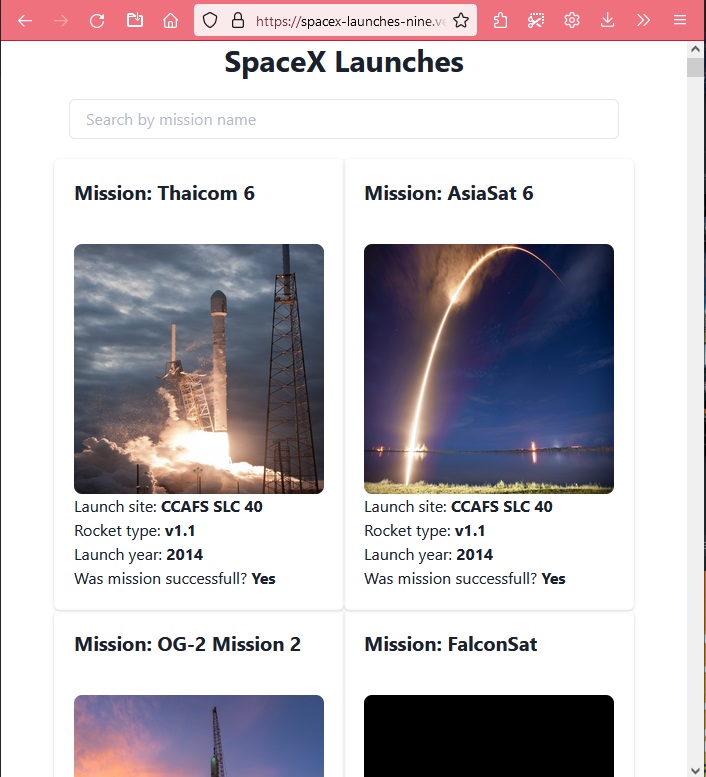 https://spacex-launches-nine.ve
SpaceX Launches
Search by mission name
Mission: Thaicom 6
Launch site: CCAFS SLC 40
Rocket type: v1.1
Launch year: 2014
Was mission successfull? Yes
Mission: AsiaSat 6
Launch site: CCAFS SLC 40
Rocket type: v1.1
Launch year: 2014
Was mission successfull? Yes
Mission: OG-2 Mission 2
Mission: FalconSat